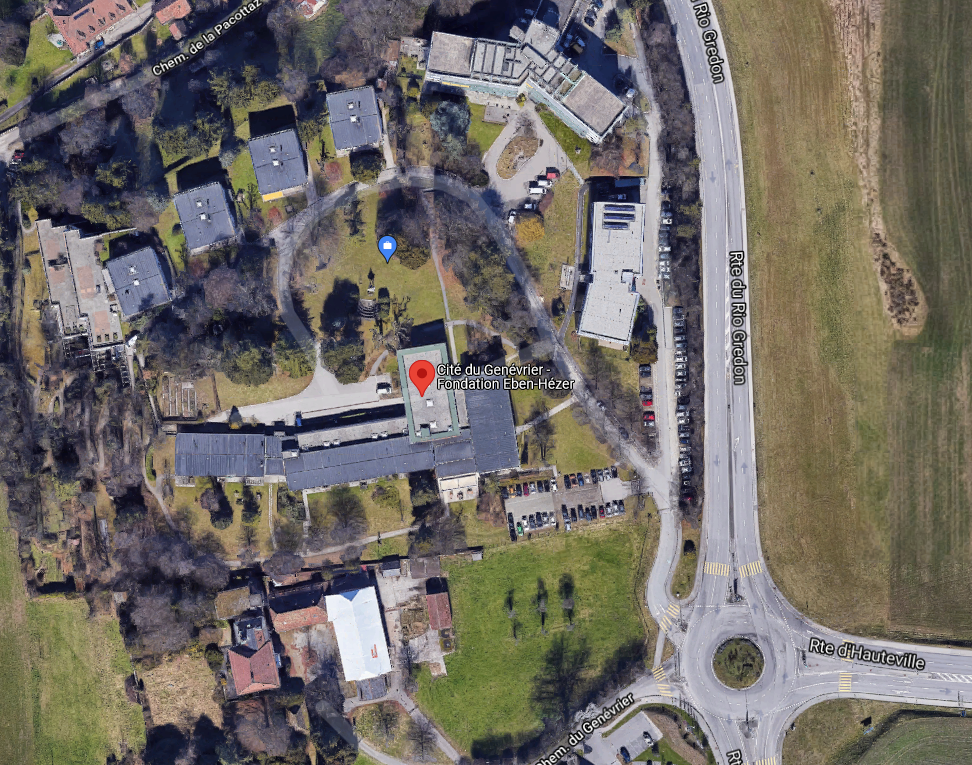 Chem. de la Pacottaz
Rte du Rio Gredon
Cité du Genévrier -
Fondation Eben-Hézer
Rte du Rio Gredon
Rte d'Hauteville
Chem. du Genévrier
Rte